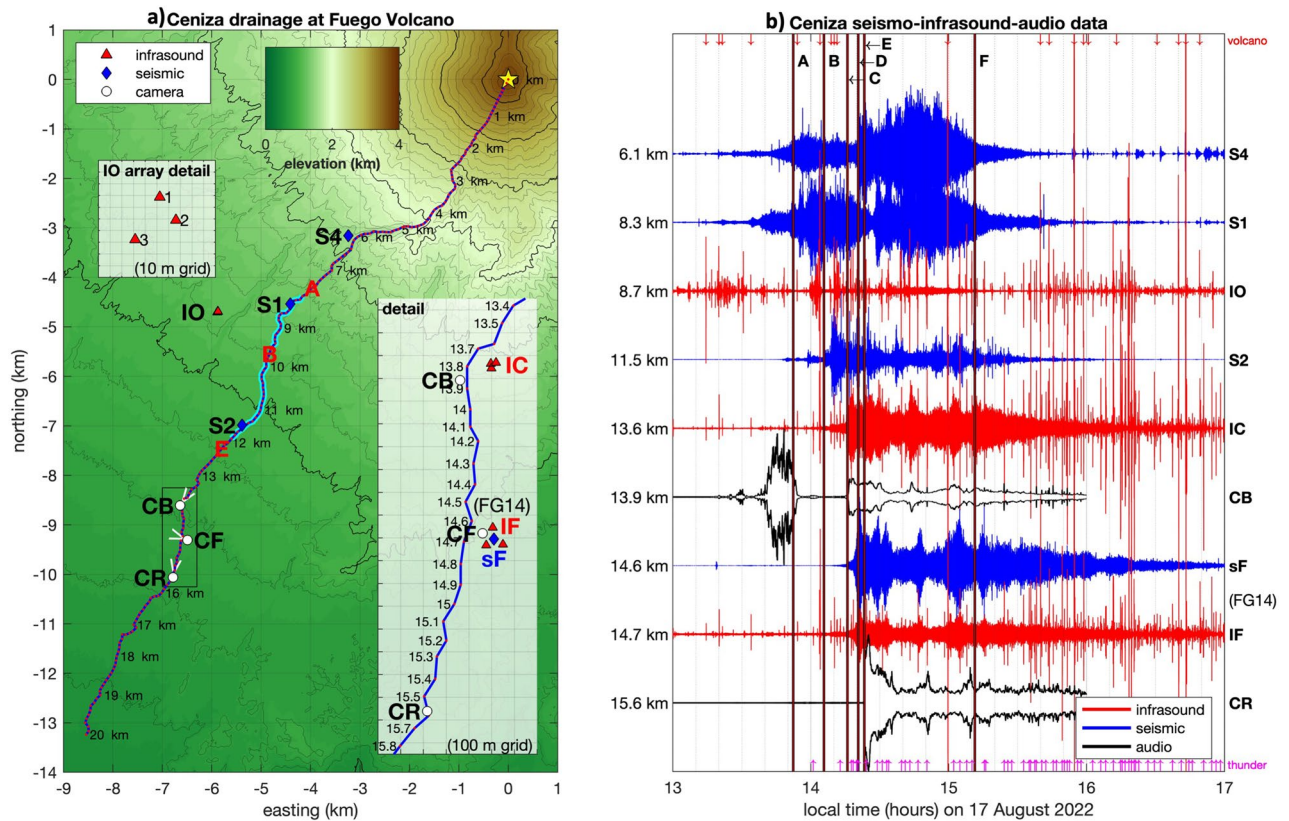 a) Ceniza drainage at Fuego Volcano
infrasound
seismic
camera
0 2 4
elevation (km)
km
1 km
2 km
3 km
4 km
5 km
6 km
7 km
9 km
10 km
11 km
12 km
13 km
16 km
17 km
18 km
19 km
20 km
IO array detail
1
2
3
(10 m grid)
S4
A
S1
IO
B
S2
E
CB
CF
CR
detail
13.4
13.5
13.7
13.8
13.9
14
14.1
14.2
14.3
14.4
14.5
14.6
14.7
14.8
14.9
15
15.1
15.2
15.3
15.4
15.5
15.7
15.8
IC
CB
(FG14)
CF
IF
sF
CR
(100 m grid)
1
0
-1
-2
-3
-4
-5
-6
-7
-8
-9
-10
-11
-12
-13
-14
northing (km)
-9 -8 -7 -6 -5 -4 -3 -2 -1 0 1
easting (km)
b) Ceniza seismo-infrasound-audio data
volcano
A B C D E F
6.1 km S4
8.3 km S1
8.7 km IO
11.5 km S2
13.6 km IC
13.9 km CB
14.6 km sF
(FG14)
14.7 km IF
15.6 km CR
infrasound
seismic
audio
thunder
13 14 15 16 17
local time (hours) on 17 August 2022